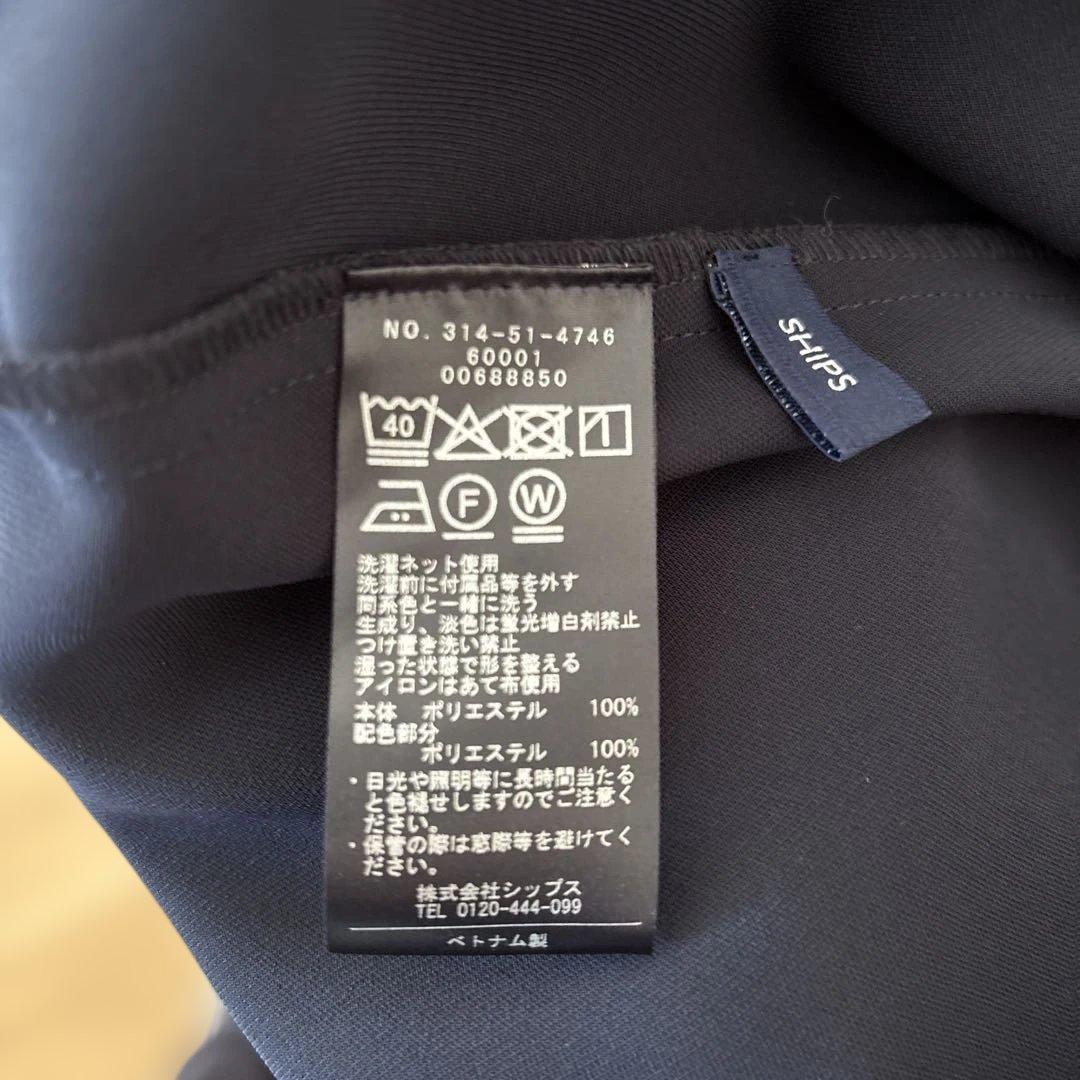 NO. 314-51-4746
60001
00688850
SHIPS
40
F
W
洗濯ネット使用
洗濯前に付属品等を外す
同系色と一緒に洗う
生成り、淡色は蛍光増白剤禁止
つけ置き洗い禁止
湿った状態で形を整える
アイロンはあて布使用
本体 ポリエステル 100%
配色部分
ポリエステル 100%
・日光や照明等に長時間当たる
と色褪せしますのでご注意く
ださい。
・保管の際は窓際等を避けてく
ださい。
株式会社シップス
TEL 0120-444-099
ベトナム製